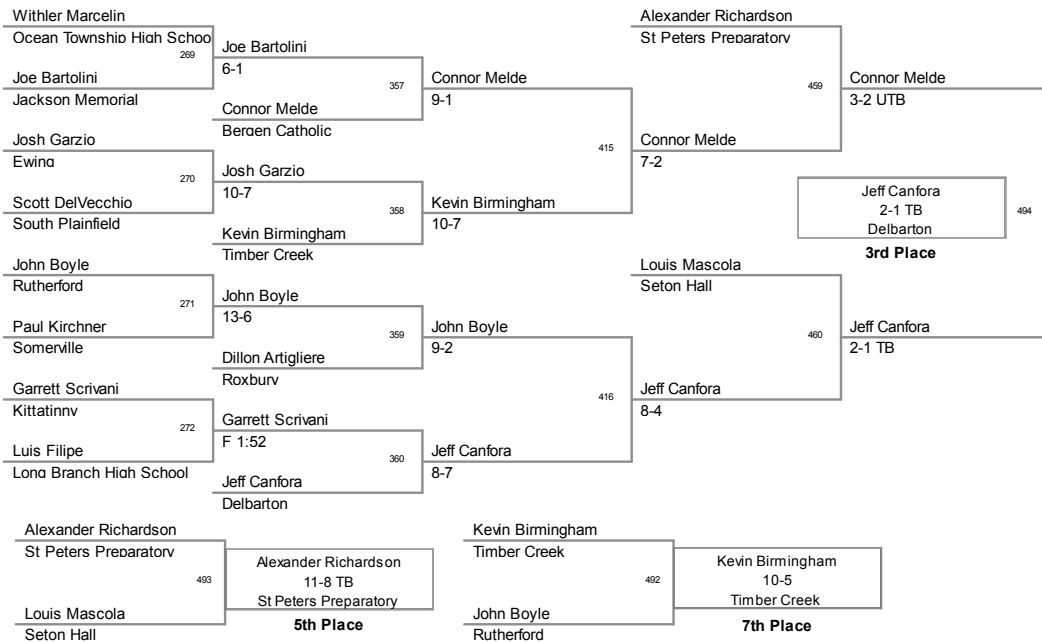 Withler Marcelin
Ocean Township High School
269
Joe Bartolini
Jackson Memorial
Josh Garzio
Ewing
270
Scott DelVecchio
South Plainfield
John Boyle
Rutherford
271
Paul Kirchner
Somerville
Garrett Scrivani
Kittatinny
272
Luis Filipe
Long Branch High School
Joe Bartolini
6-1
357
Connor Melde
Bergen Catholic
Josh Garzio
10-7
358
Kevin Birmingham
Timber Creek
John Boyle
13-6
359
Dillon Artigliere
Roxbury
Garrett Scrivani
F 1:52
360
Jeff Canfora
Delbarton
Connor Melde
9-1
415
Kevin Birmingham
10-7
John Boyle
9-2
416
Jeff Canfora
8-7
Alexander Richardson
St Peters Preparatory
459
Connor Melde
7-2
Louis Mascola
Seton Hall
460
Jeff Canfora
8-4
Connor Melde
3-2 UTB
Jeff Canfora
2-1 TB
Delbarton
494
3rd Place
Jeff Canfora
2-1 TB
Alexander Richardson
St Peters Preparatory
493
Louis Mascola
Seton Hall
Alexander Richardson
11-8 TB
St Peters Preparatory
5th Place
Kevin Birmingham
Timber Creek
492
John Boyle
Rutherford
Kevin Birmingham
10-5
Timber Creek
7th Place